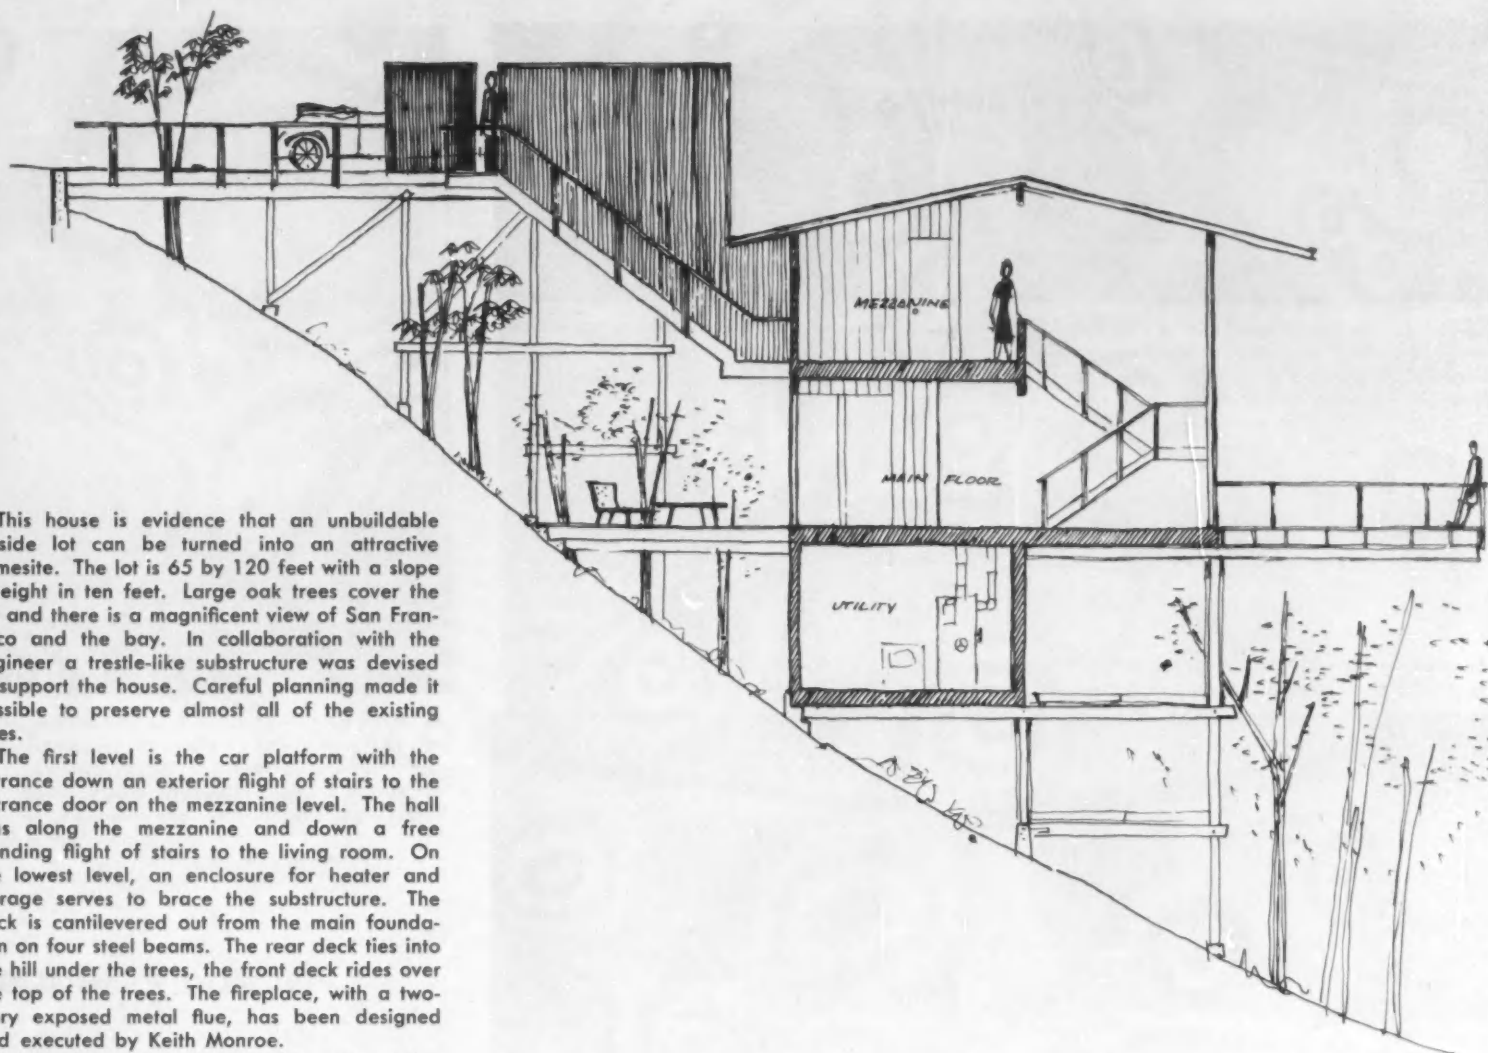 MEZZANINE
MAIN FLOOR
UTILITY
This house is evidence that an unbuildable
side lot can be turned into an attractive
mesite. The lot is 65 by 120 feet with a slope
eight in ten feet. Large oak trees cover the
and there is a magnificent view of San Fran-
co and the bay. In collaboration with the
gineer a trestle-like substructure was devised
support the house. Careful planning made it
ssible to preserve almost all of the existing
es.
The first level is the car platform with the
trance down an exterior flight of stairs to the
trance door on the mezzanine level. The hall
s along the mezzanine and down a free
nding flight of stairs to the living room. On
e lowest level, an enclosure for heater and
rage serves to brace the substructure. The
ck is cantilevered out from the main founda-
n on four steel beams. The rear deck ties into
e hill under the trees, the front deck rides over
e top of the trees. The fireplace, with a two-
ry exposed metal flue, has been designed
d executed by Keith Monroe.